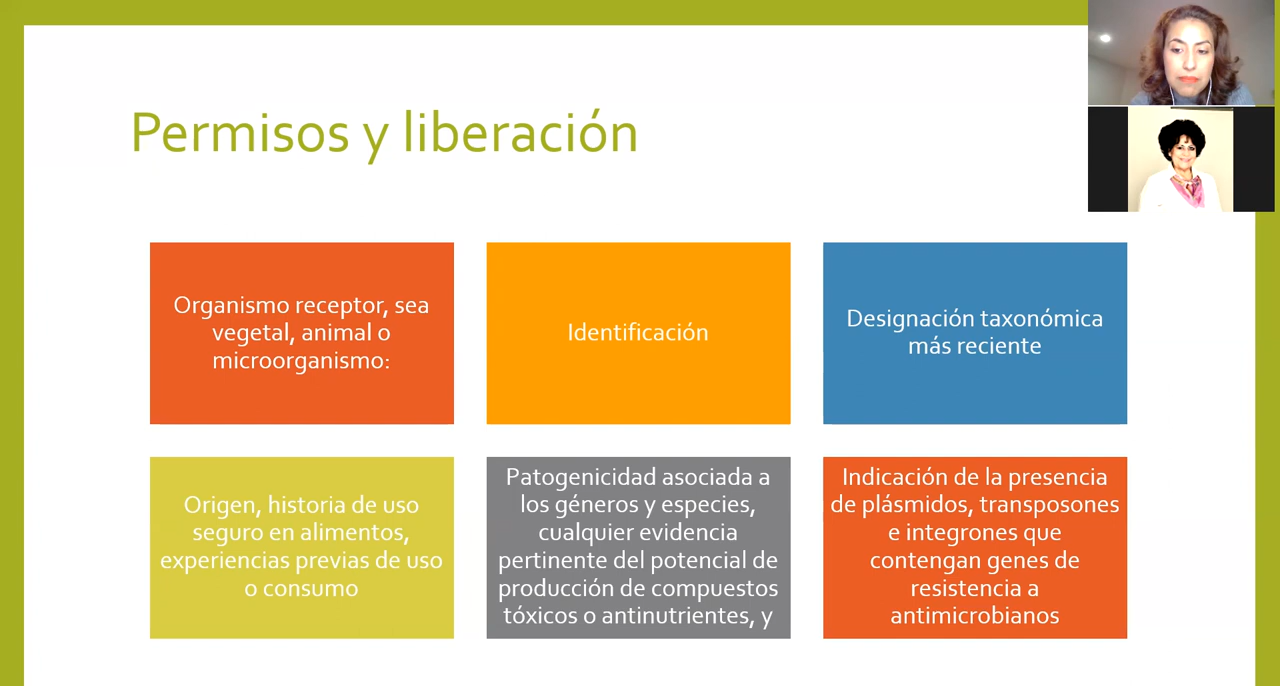 Permisos y liberación
Organismo receptor, sea
vegetal, animal o
microorganismo:
Identificación
Designación taxonómica
más reciente
Origen, historia de uso
seguro en alimentos,
experiencias previas de uso
o consumo
Patogenicidad asociada a
los géneros y especies,
cualquier evidencia
pertinente del potencial de
producción de compuestos
tóxicos o antinutrientes, y
Indicación de la presencia
de plásmidos, transposones
e integrones que
contengan genes de
resistencia a
antimicrobianos